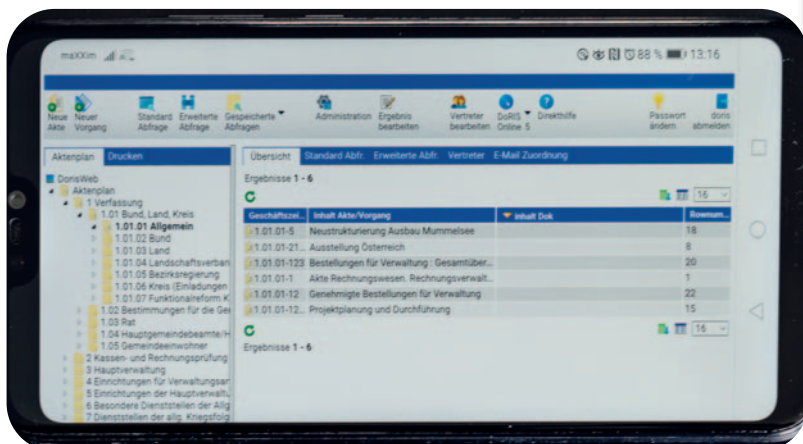 maXXim 88 % 13:16
Neue Akte
Neuer Vorgang
Standard Abfrage
Erweiterte Abfrage
Gespeicherte Abfragen
Administration
Ergebnis bearbeiten
Vertreter bearbeiten
DoRIS Online 5
Direkthilfe
Passwort ändern
doris abmelden
Aktenplan Drucken
DorisWeb
Aktenplan
1 Verfassung
1.01 Bund, Land, Kreis
1.01.01 Allgemein
1.01.02 Bund
1.01.03 Land
1.01.04 Landschaftsverban
1.01.05 Bezirksregierung
1.01.06 Kreis (Einladungen
1.01.07 Funktionalreform K
1.02 Bestimmungen für die Ge
1.03 Rat
1.04 Hauptgemeindebeamte/H
1.05 Gemeindeeinwohner
2 Kassen- und Rechnungsprüfung
3 Hauptverwaltung
4 Einrichtungen für Verwaltungsan
5 Einrichtungen der Hauptverwaltu
6 Besondere Dienststellen der Allg
7 Dienststellen der allg. Kriegsfolg
Übersicht Standard Abfr. Erweiterte Abfr. Vertreter E-Mail Zuordnung
Ergebnisse 1 - 6
16
Geschäftszei... Inhalt Akte/Vorgang Inhalt Dok Rownum...
1.01.01-5 Neustrukturierung Ausbau Mummelsee 18
1.01.01-21... Ausstellung Österreich 8
1.01.01-123 Bestellungen für Verwaltung : Gesamtüber... 20
1.01.01-1 Akte Rechnungswesen. Rechnungsverwalt... 1
1.01.01-12 Genehmigte Bestellungen für Verwaltung 22
1.01.01-12... Projektplanung und Durchführung 15
16
Ergebnisse 1 - 6